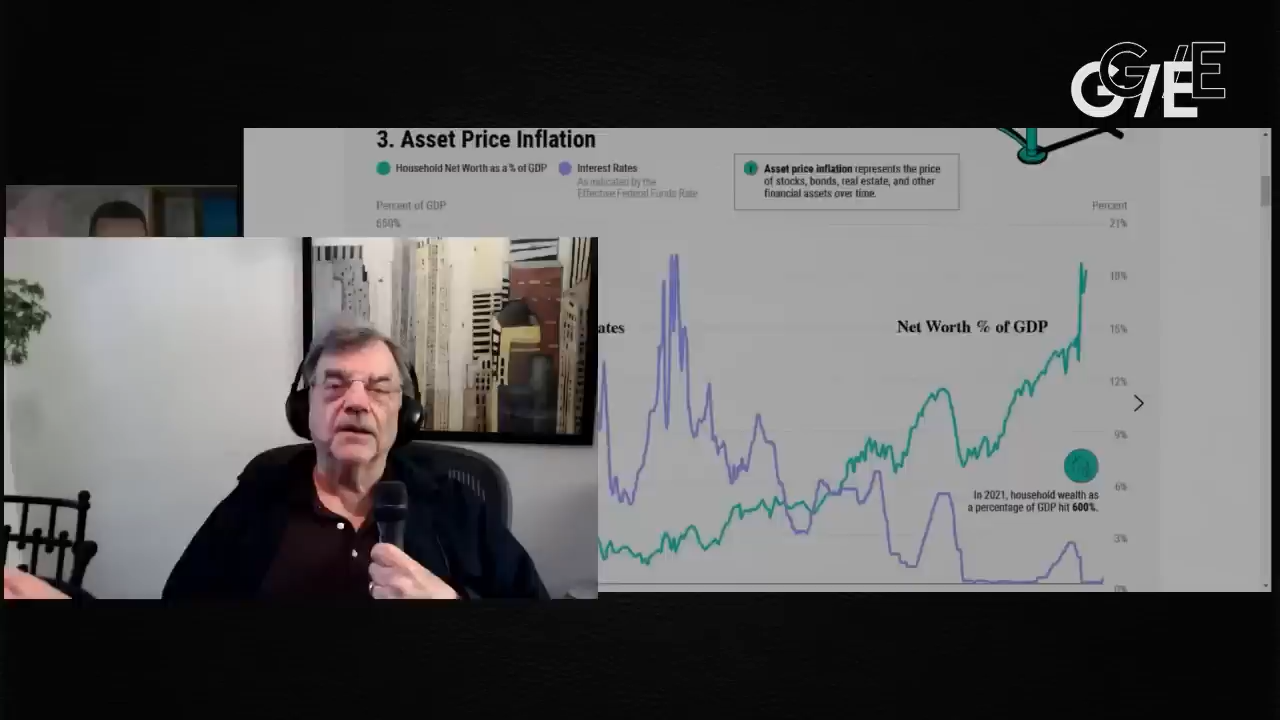 G/E
G/E
3. Asset Price Inflation
Household Net Worth as a % of GDP
Interest Rates
As indicated by the
Effective Federal Funds Rate
Asset price inflation represents the price
of stocks, bonds, real estate, and other
financial assets over time.
Percent of GDP
650%
Percent
21%
18%
15%
12%
9%
6%
3%
0%
ates
Net Worth % of GDP
In 2021, household wealth as
a percentage of GDP hit 600%.